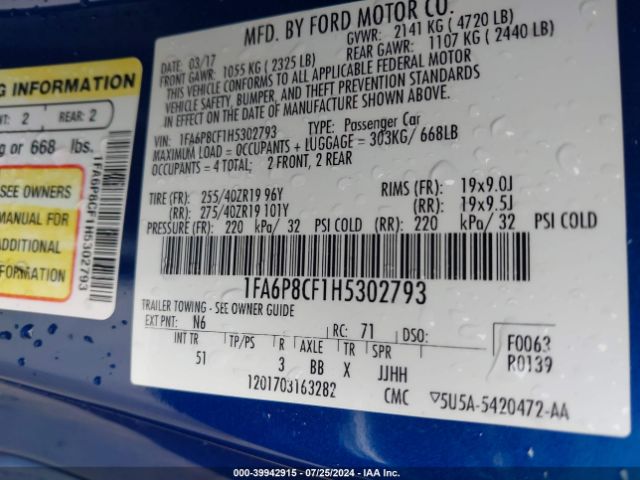 MFD. BY FORD MOTOR CO.
DATE: 03/17
GVWR: 2141 KG ( 4720 LB)
FRONT GAWR: 1055 KG ( 2325 LB)
REAR GAWR: 1107 KG ( 2440 LB)
THIS VEHICLE CONFORMS TO ALL APPLICABLE FEDERAL MOTOR
VEHICLE SAFETY, BUMPER, AND THEFT PREVENTION STANDARDS
IN EFFECT ON THE DATE OF MANUFACTURE SHOWN ABOVE.
VIN: 1FA6P8CF1H5302793 TYPE: Passenger Car
MAXIMUM LOAD = OCCUPANTS + LUGGAGE = 303KG/ 668LB
OCCUPANTS = 4 TOTAL; 2 FRONT, 2 REAR
TIRE (FR): 255/40ZR19 96Y RIMS (FR): 19x9.0J
(RR): 275/40ZR19 101Y (RR): 19x9.5J
PRESSURE (FR): 220 kPa/ 32 PSI COLD (RR): 220 kPa/ 32 PSI COLD
1FA6P8CF1H5302793
TRAILER TOWING - SEE OWNER GUIDE
EXT PNT: N6 RC: 71 DSO: F0063
R0139
INT TR TP/PS R AXLE TR SPR
51 3 BB X JJHH
1201703163282 CMC ▽5U5A-5420472-AA
G INFORMATION
NT: 2 REAR: 2
g or 668 lbs.
SEE OWNERS
MANUAL FOR
ADDITIONAL
INFORMATION
1FA6P8CF1H5302793
000-39942915 - 07/25/2024 - IAA Inc.